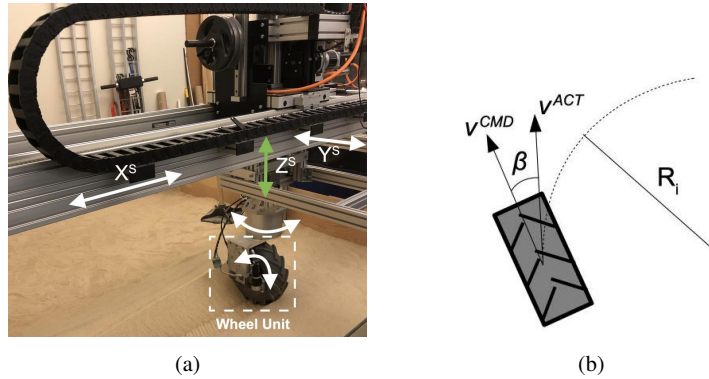 X^S
Y^S
Z^S
Wheel Unit
(a)
V^CMD
V^ACT
β
R_i
(b)